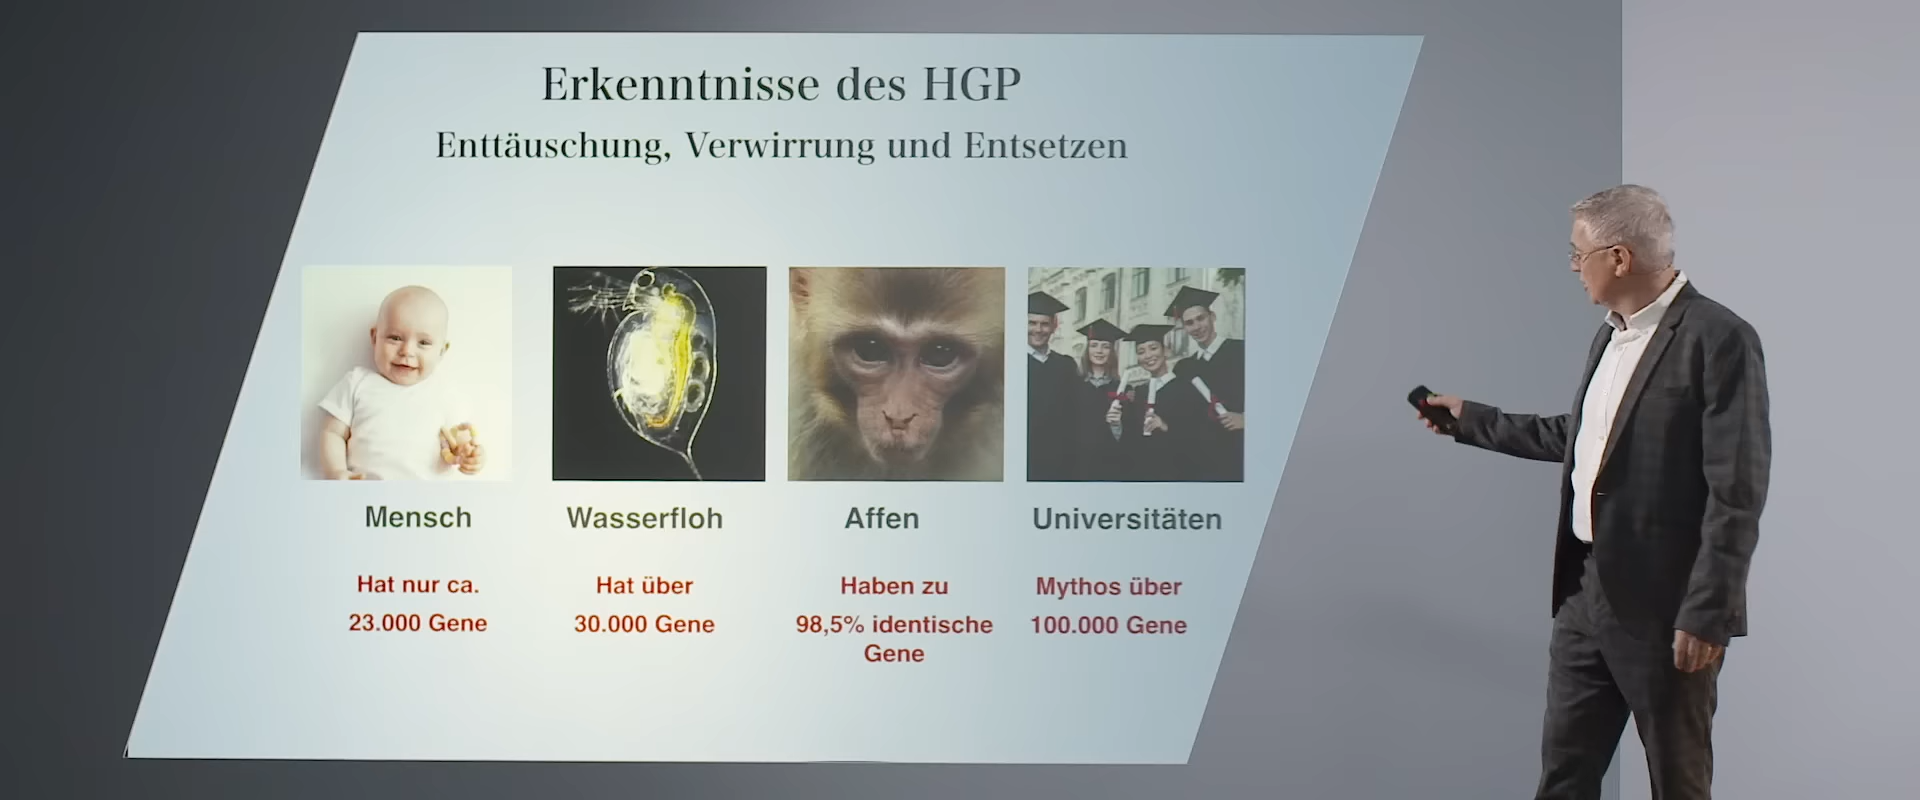 Erkenntnisse des HGP
Enttäuschung, Verwirrung und Entsetzen
Mensch
Hat nur ca.
23.000 Gene
Wasserfloh
Hat über
30.000 Gene
Affen
Haben zu
98,5% identische
Gene
Universitäten
Mythos über
100.000 Gene